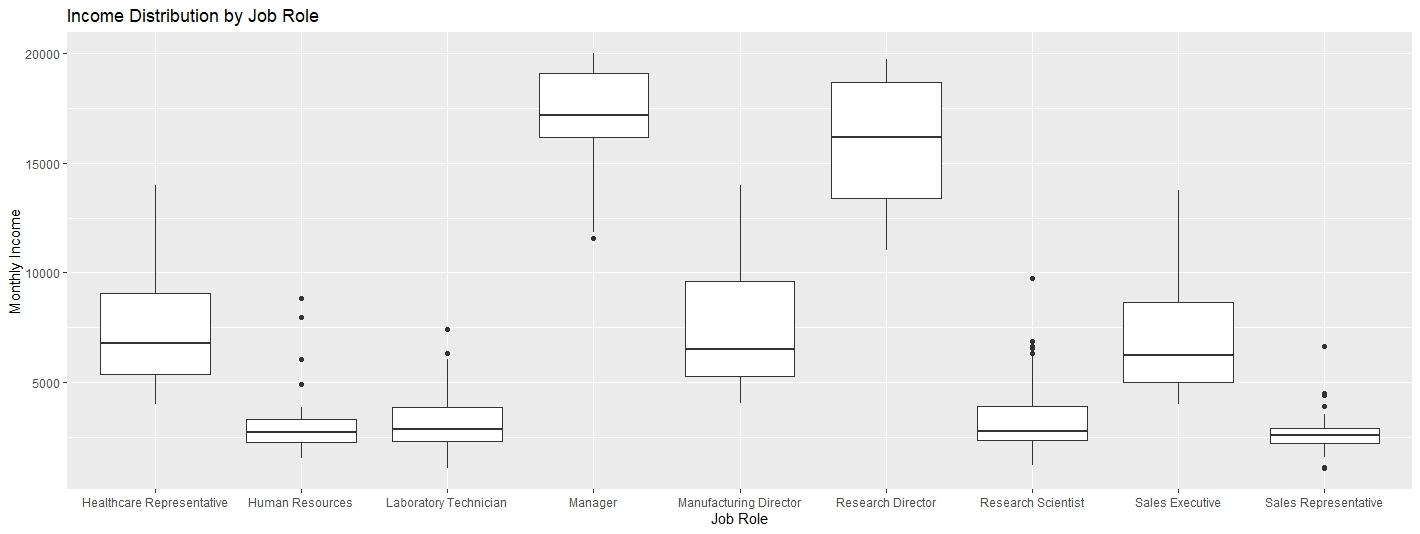 Income Distribution by Job Role
Monthly Income
20000
15000
10000
5000
Healthcare Representative
Human Resources
Laboratory Technician
Manager
Manufacturing Director
Research Director
Research Scientist
Sales Executive
Sales Representative
Job Role